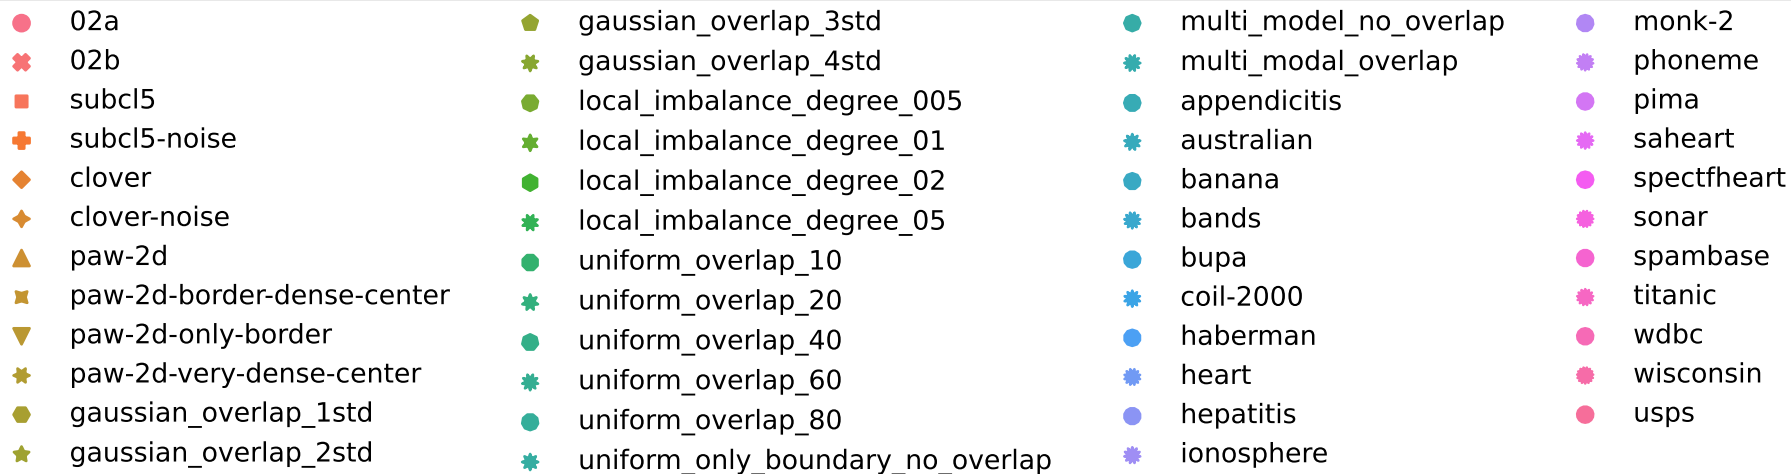 02a
02b
subcl5
subcl5-noise
clover
clover-noise
paw-2d
paw-2d-border-dense-center
paw-2d-only-border
paw-2d-very-dense-center
gaussian_overlap_1std
gaussian_overlap_2std
gaussian_overlap_3std
gaussian_overlap_4std
local_imbalance_degree_005
local_imbalance_degree_01
local_imbalance_degree_02
local_imbalance_degree_05
uniform_overlap_10
uniform_overlap_20
uniform_overlap_40
uniform_overlap_60
uniform_overlap_80
uniform_only_boundary_no_overlap
multi_model_no_overlap
multi_modal_overlap
appendicitis
australian
banana
bands
bupa
coil-2000
haberman
heart
hepatitis
ionosphere
monk-2
phoneme
pima
saheart
spectfheart
sonar
spambase
titanic
wdbc
wisconsin
usps